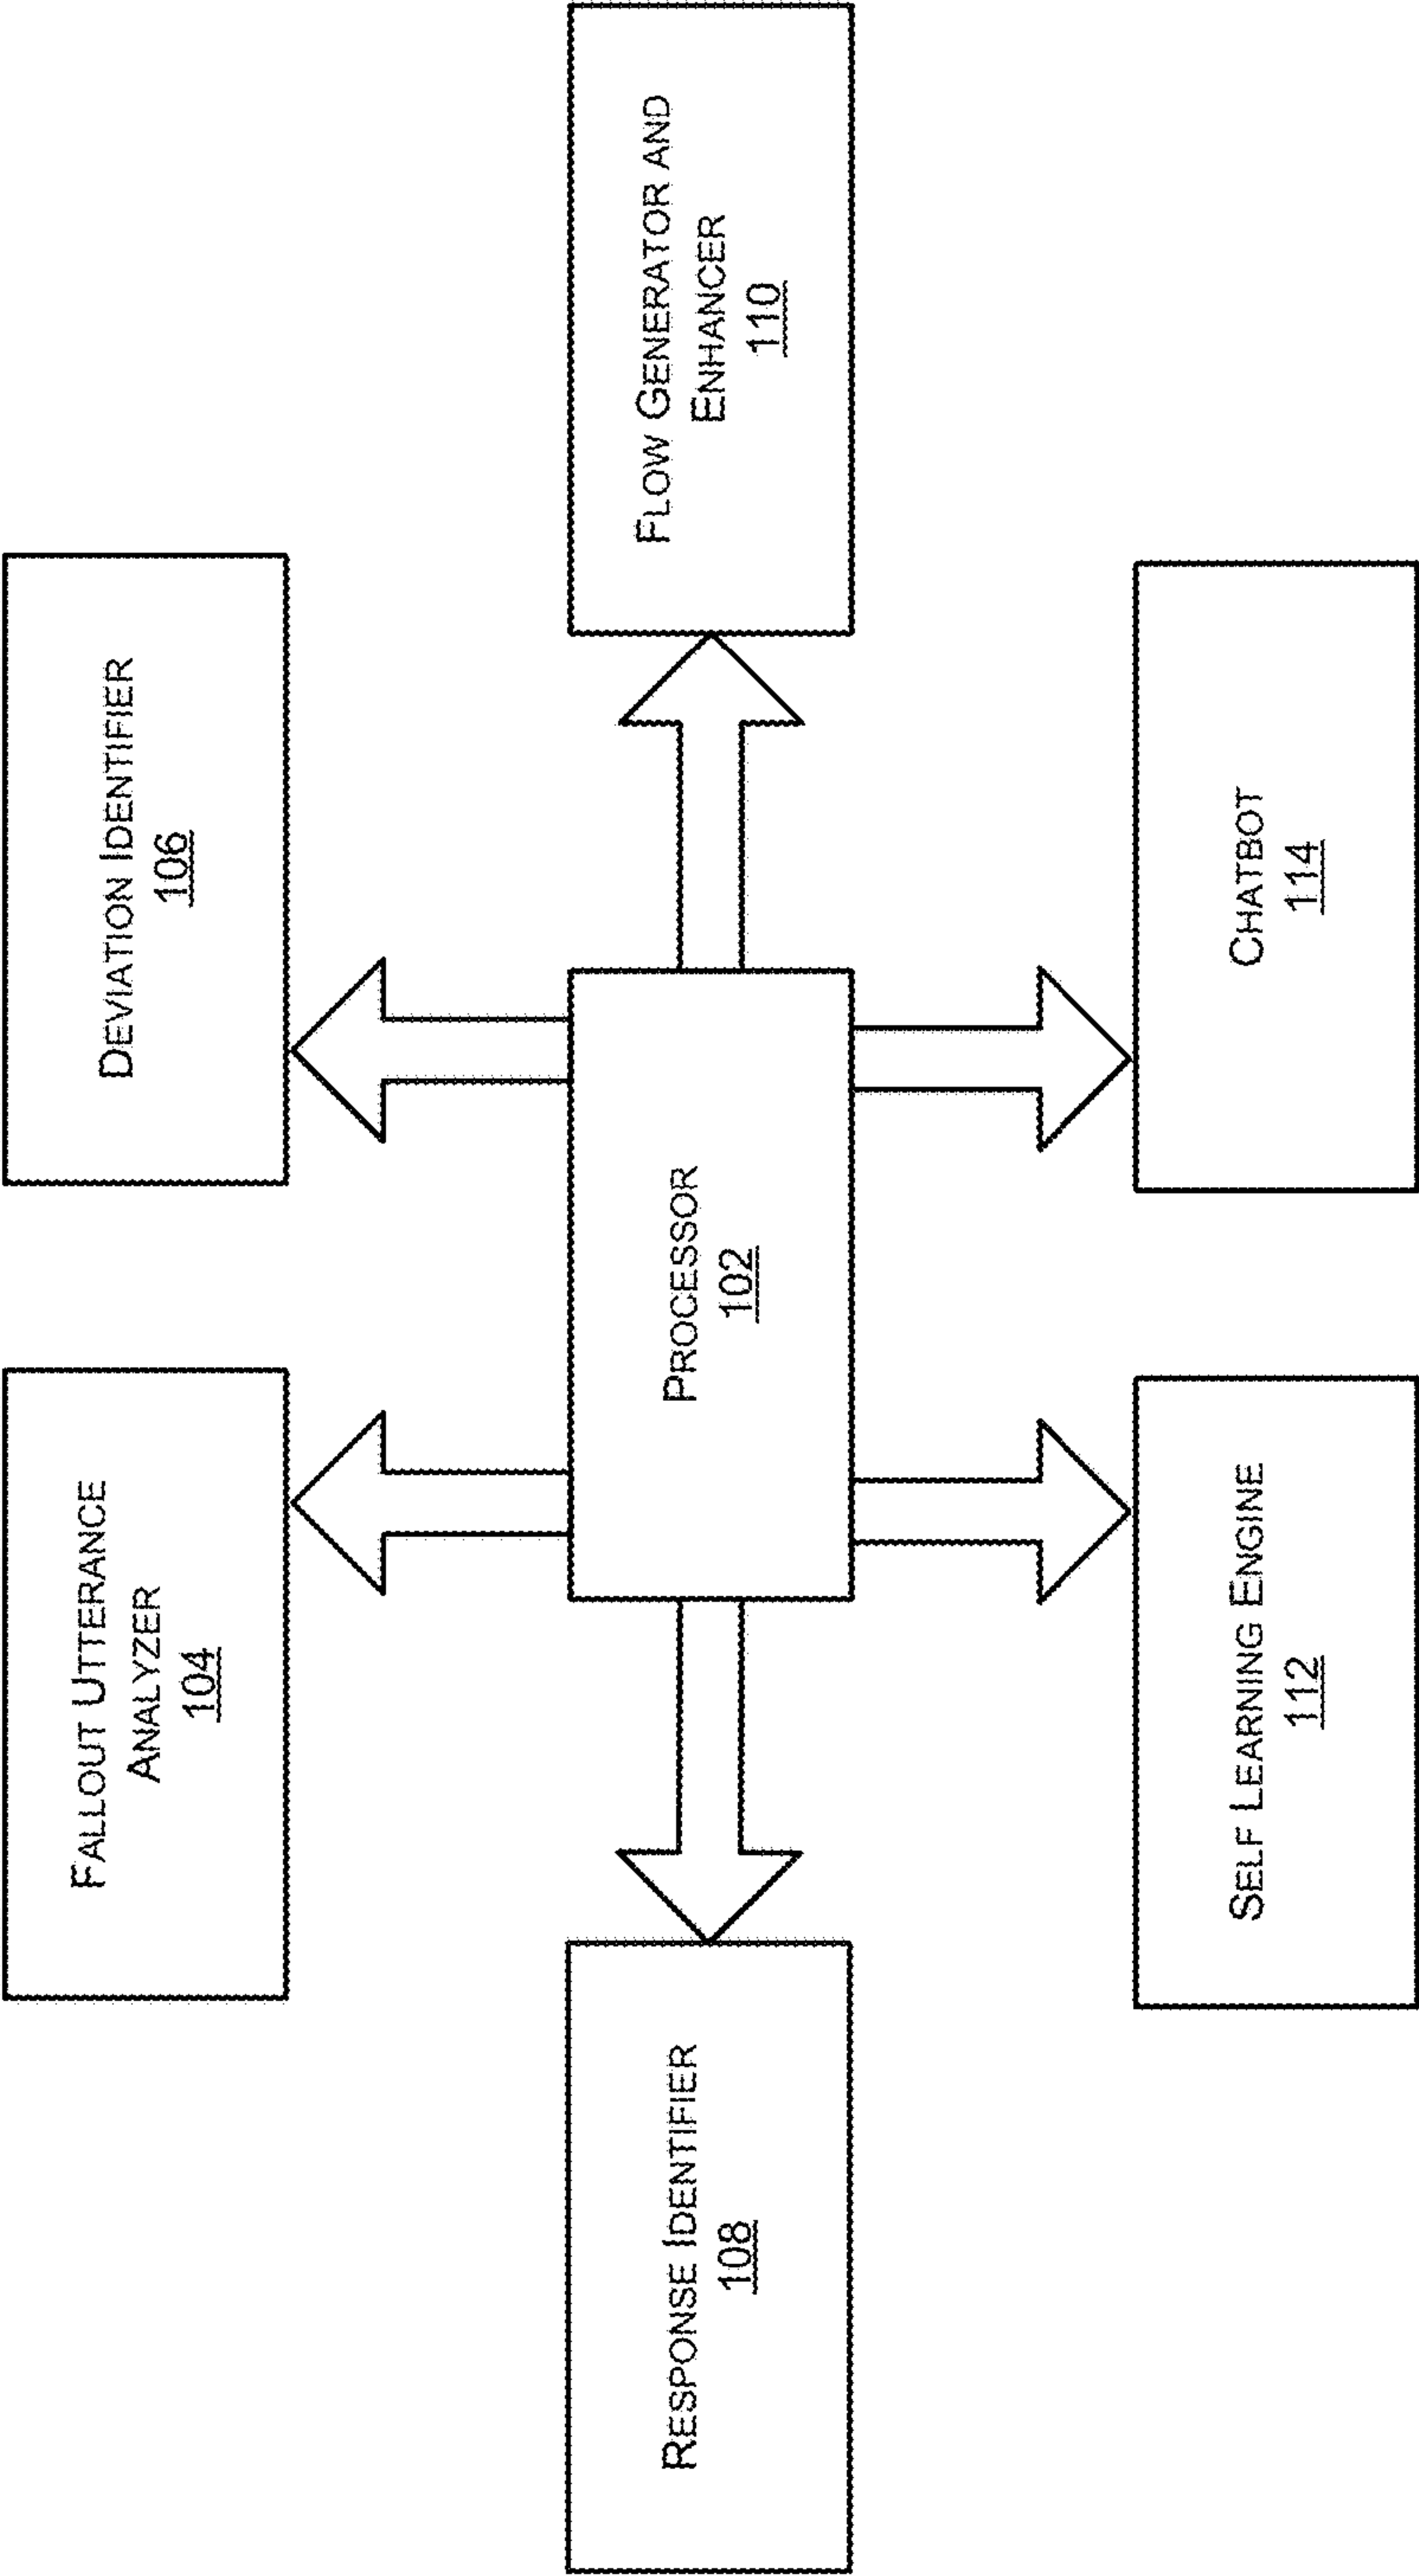 FALLOUT UTTERANCE
ANALYZER
104
DEVIATION IDENTIFIER
106
RESPONSE IDENTIFIER
108
PROCESSOR
102
FLOW GENERATOR AND
ENHANCER
110
SELF LEARNING ENGINE
112
CHATBOT
114